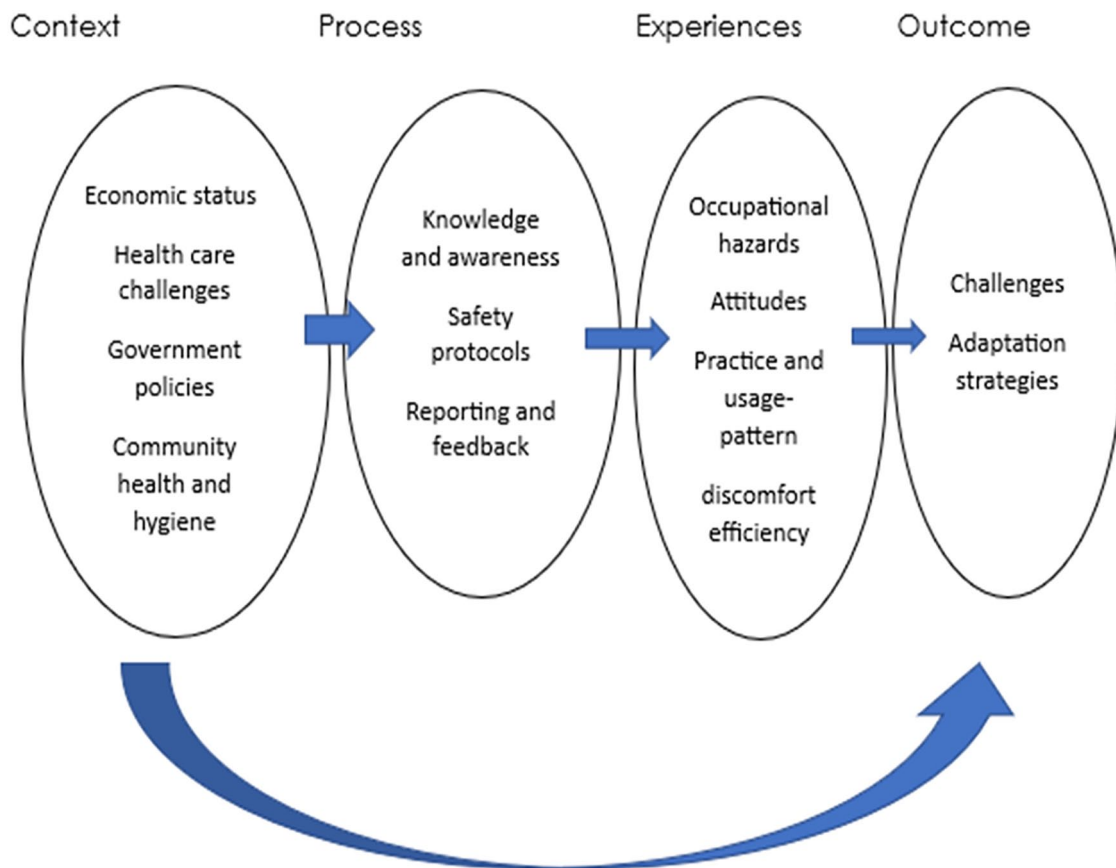 Context
Process
Experiences
Outcome
Economic status
Health care
challenges
Government
policies
Community
health and
hygiene
Knowledge
and awareness
Safety
protocols
Reporting and
feedback
Occupational
hazards
Attitudes
Practice and
usage-
pattern
discomfort
efficiency
Challenges
Adaptation
strategies